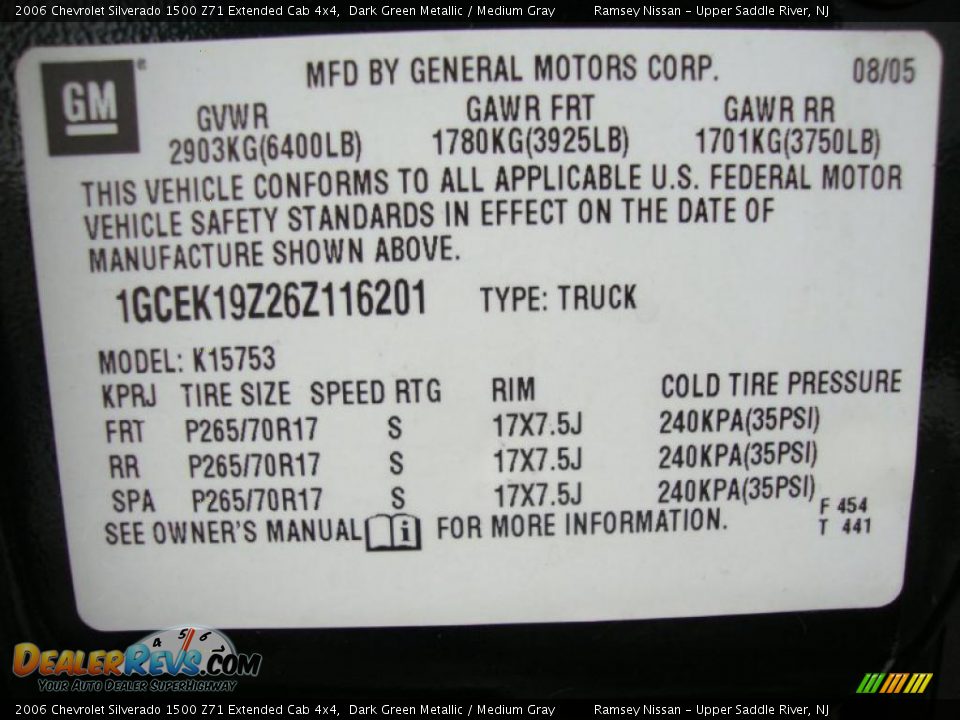 2006 Chevrolet Silverado 1500 Z71 Extended Cab 4x4, Dark Green Metallic / Medium Gray Ramsey Nissan - Upper Saddle River, NJ
GM ® MFD BY GENERAL MOTORS CORP. 08/05
GVWR GAWR FRT GAWR RR
2903KG(6400LB) 1780KG(3925LB) 1701KG(3750LB)
THIS VEHICLE CONFORMS TO ALL APPLICABLE U.S. FEDERAL MOTOR
VEHICLE SAFETY STANDARDS IN EFFECT ON THE DATE OF
MANUFACTURE SHOWN ABOVE.
1GCEK19Z26Z116201 TYPE: TRUCK
MODEL: K15753
KPRJ TIRE SIZE SPEED RTG RIM COLD TIRE PRESSURE
FRT P265/70R17 S 17X7.5J 240KPA(35PSI)
RR P265/70R17 S 17X7.5J 240KPA(35PSI)
SPA P265/70R17 S 17X7.5J 240KPA(35PSI)
F 454
SEE OWNER'S MANUAL i FOR MORE INFORMATION. T 441
4 5 6
DEALERREVS.COM
YOUR AUTO DEALER SUPERHIGHWAY
2006 Chevrolet Silverado 1500 Z71 Extended Cab 4x4, Dark Green Metallic / Medium Gray Ramsey Nissan - Upper Saddle River, NJ